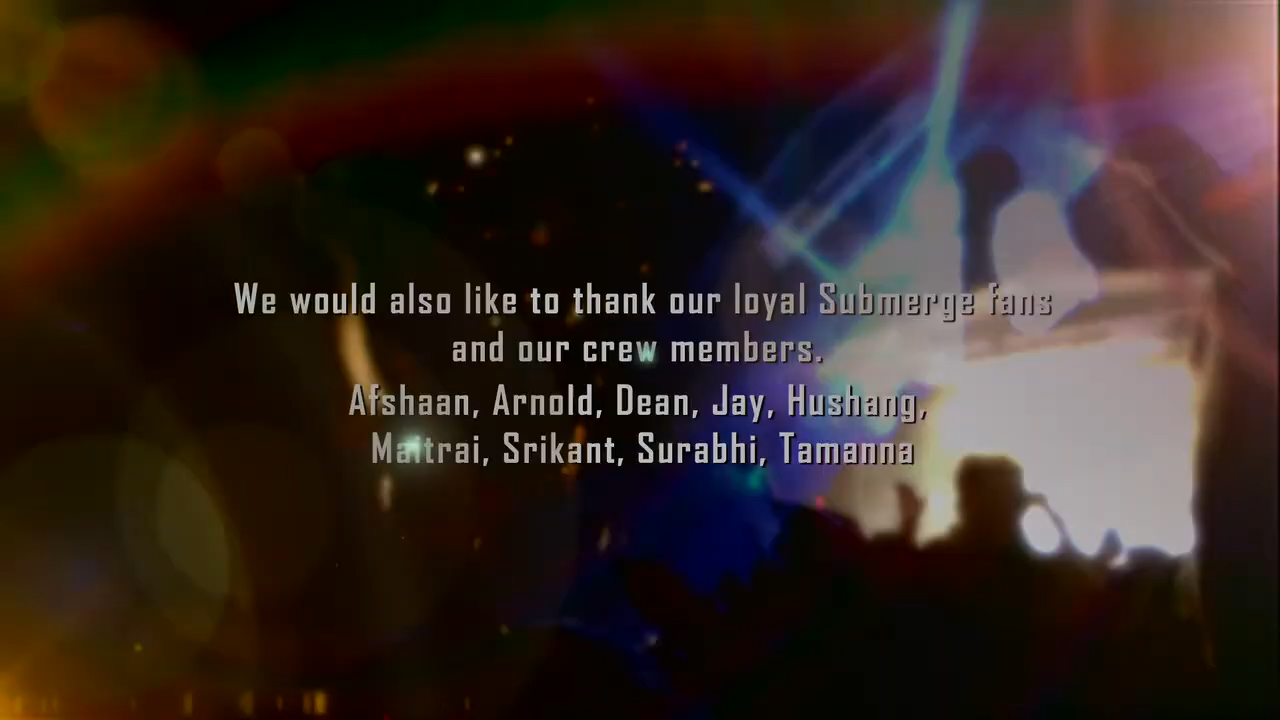 We would also like to thank our loyal Submerge fans
and our crew members.
Afshaan, Arnold, Dean, Jay, Hushang,
Maitrai, Srikant, Surabhi, Tamanna